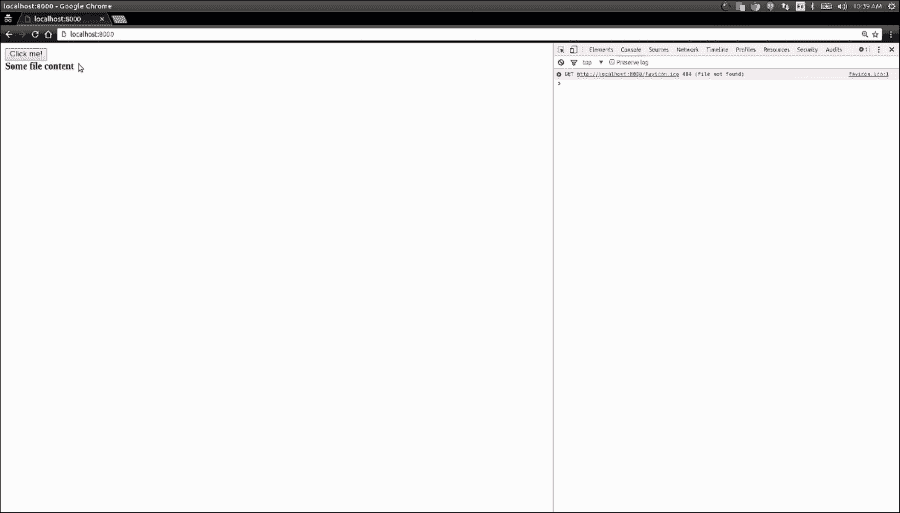 localhost:8000 - Google Chrome
10:39 AM
localhost:8000
localhost:8000
Click me!
Some file content
Elements Console Sources Network Timeline Profiles Resources Security Audits
top Preserve log
GET http://localhost:8000/favicon.ico 404 (File not found) favicon.ico:1